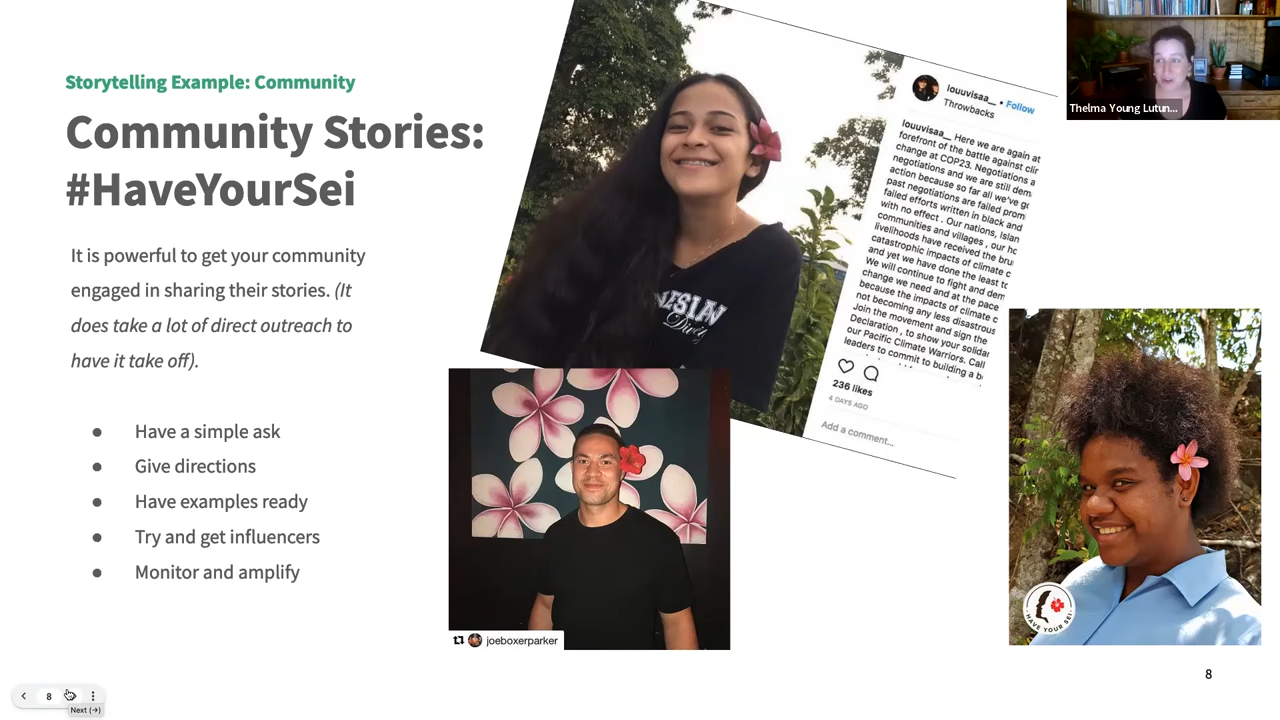 Storytelling Example: Community
Community Stories:
#HaveYourSei
It is powerful to get your community
engaged in sharing their stories. (It
does take a lot of direct outreach to
have it take off).
● Have a simple ask
● Give directions
● Have examples ready
● Try and get influencers
● Monitor and amplify
louuvisaa__ • Follow
Throwbacks
louuvisaa__ Here we are again at
forefront of the battle against clir
change at COP23. Negotiations a
negotiations and we are still dem
action because so far all we've go
past negotiations are failed prom
failed efforts written in black and
with no effect . Our nations, islan
communities and villages , our ho
livelihoods have received the bru
catastrophic impacts of climate c
and yet we have done the least to
We will continue to fight and dem
change we need and at the pace
because the impacts of climate c
not becoming any less disastrous
Join the movement and sign the
Declaration , to show your solidar
our Pacific Climate Warriors. Call
leaders to commit to building a be
236 likes
4 DAYS AGO
Add a comment...
joeboxerparker
HAVE YOUR SEI
Thelma Young Lutun...
8
8
Next (→)